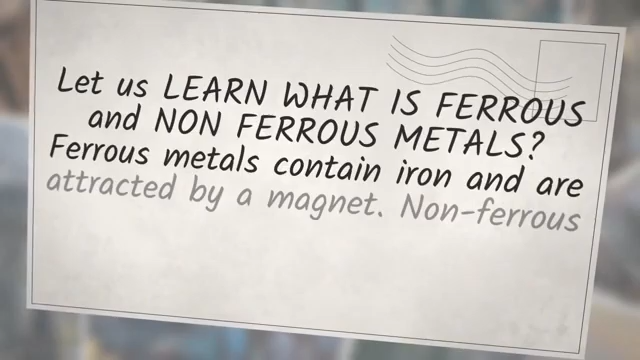 Let us LEARN WHAT IS FERROUS
and NON FERROUS METALS?
Ferrous metals contain iron and are
attracted by a magnet. Non-ferrous